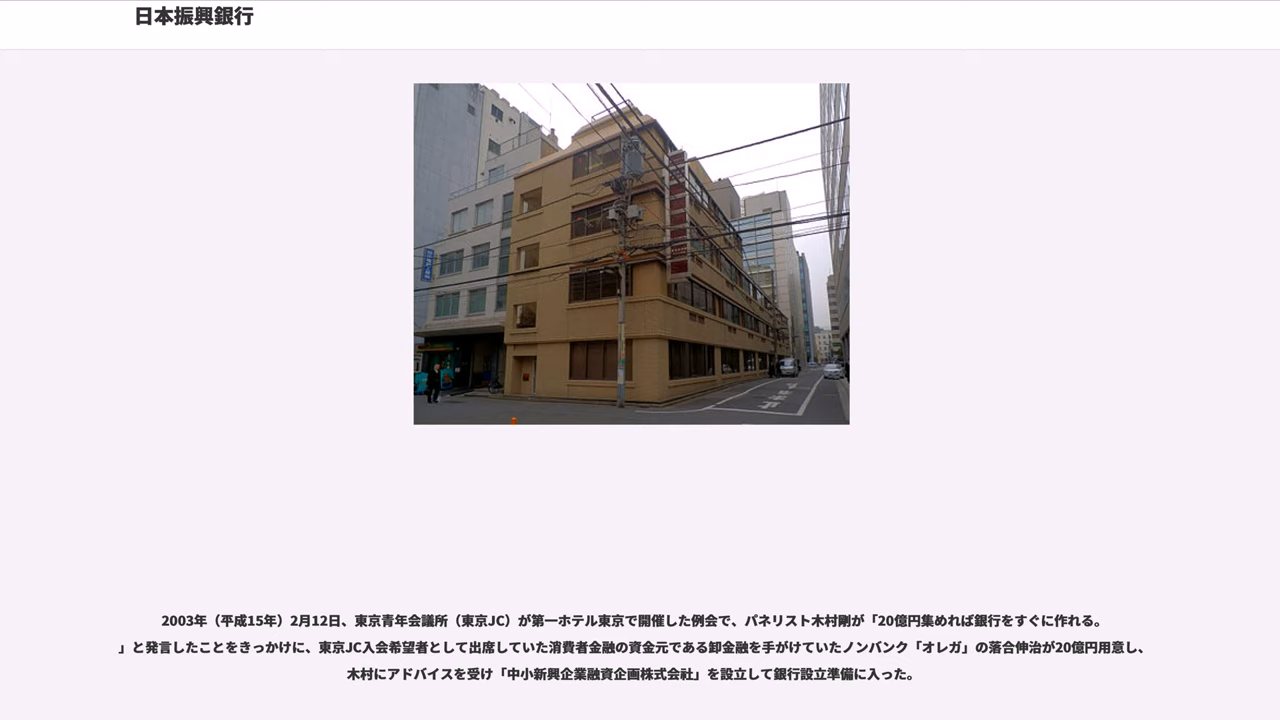 日本振興銀行
2003年（平成15年）2月12日、東京青年会議所（東京JC）が第一ホテル東京で開催した例会で、パネリスト木村剛が「20億円集めれば銀行をすぐに作れる。
」と発言したことをきっかけに、東京JC入会希望者として出席していた消費者金融の資金元である卸金融を手がけていたノンバンク「オレガ」の落合伸治が20億円用意し、
木村にアドバイスを受け「中小新興企業融資企画株式会社」を設立して銀行設立準備に入った。